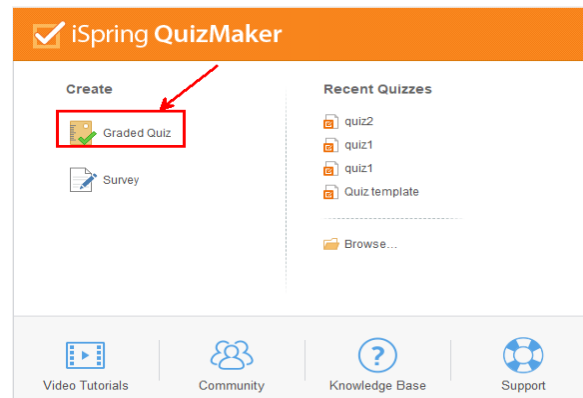 iSpring QuizMaker
Create
Graded Quiz
Survey
Recent Quizzes
quiz2
quiz1
quiz1
Quiz template
Browse...
Video Tutorials
Community
Knowledge Base
Support